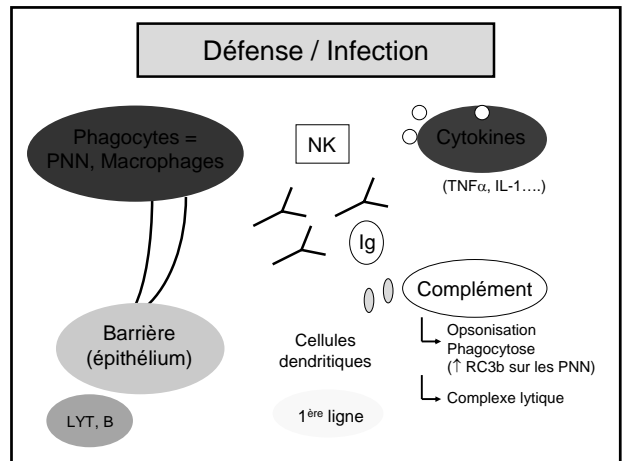 Défense / Infection
Phagocytes =
PNN, Macrophages
NK
Cytokines
(TNFα, IL-1....)
Ig
Complément
Opsonisation
Phagocytose
(↑ RC3b sur les PNN)
Complexe lytique
Barrière
(épithélium)
Cellules
dendritiques
LYT, B
1ère ligne